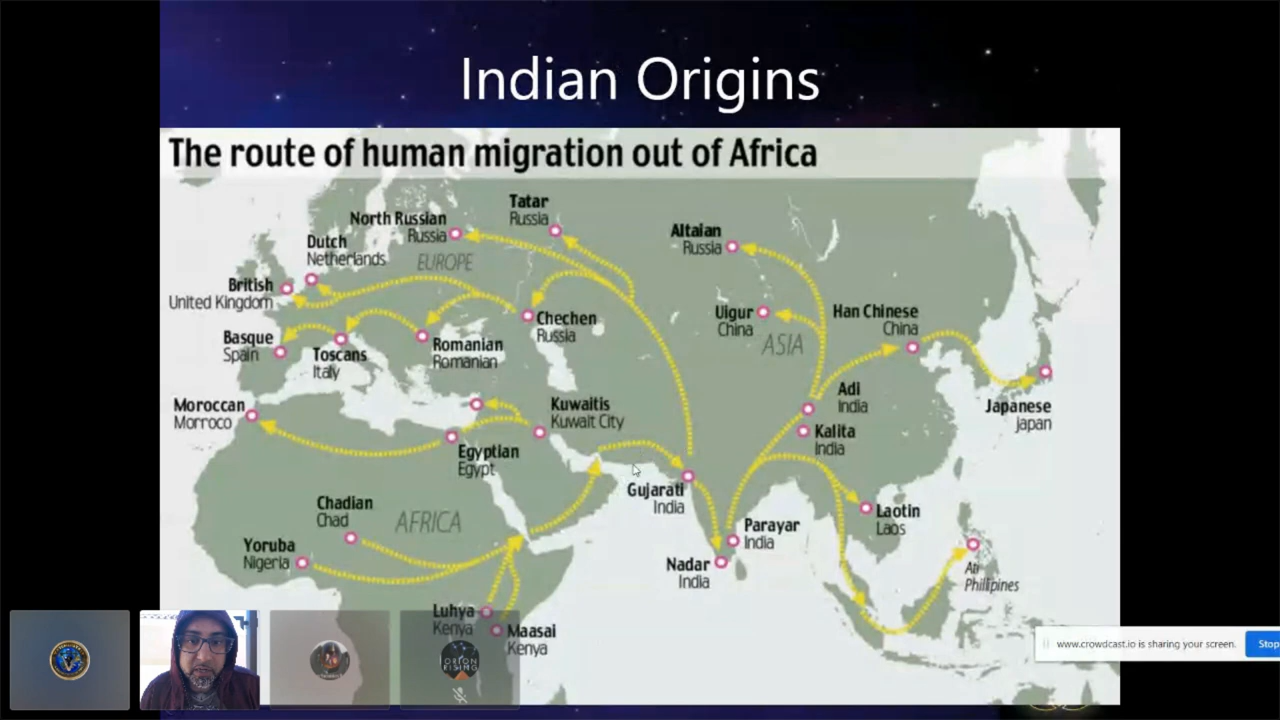 Indian Origins
The route of human migration out of Africa
Tatar
Russia
North Russian
Russia
Altaian
Russia
Dutch
Netherlands
EUROPE
British
United Kingdom
Uigur
China
Han Chinese
China
Chechen
Russia
Basque
Spain
Toscans
Italy
Romanian
Romanian
ASIA
Adi
India
Japanese
Japan
Moroccan
Morroco
Kuwaitis
Kuwait City
Kalita
India
Egyptian
Egypt
Gujarati
India
Chadian
Chad
AFRICA
Laotin
Laos
Parayar
India
Yoruba
Nigeria
Nadar
India
Ati
Phillipines
Luhya
Kenya
Maasai
Kenya
ORION
RISING
www.crowdcast.io is sharing your screen.
Stop